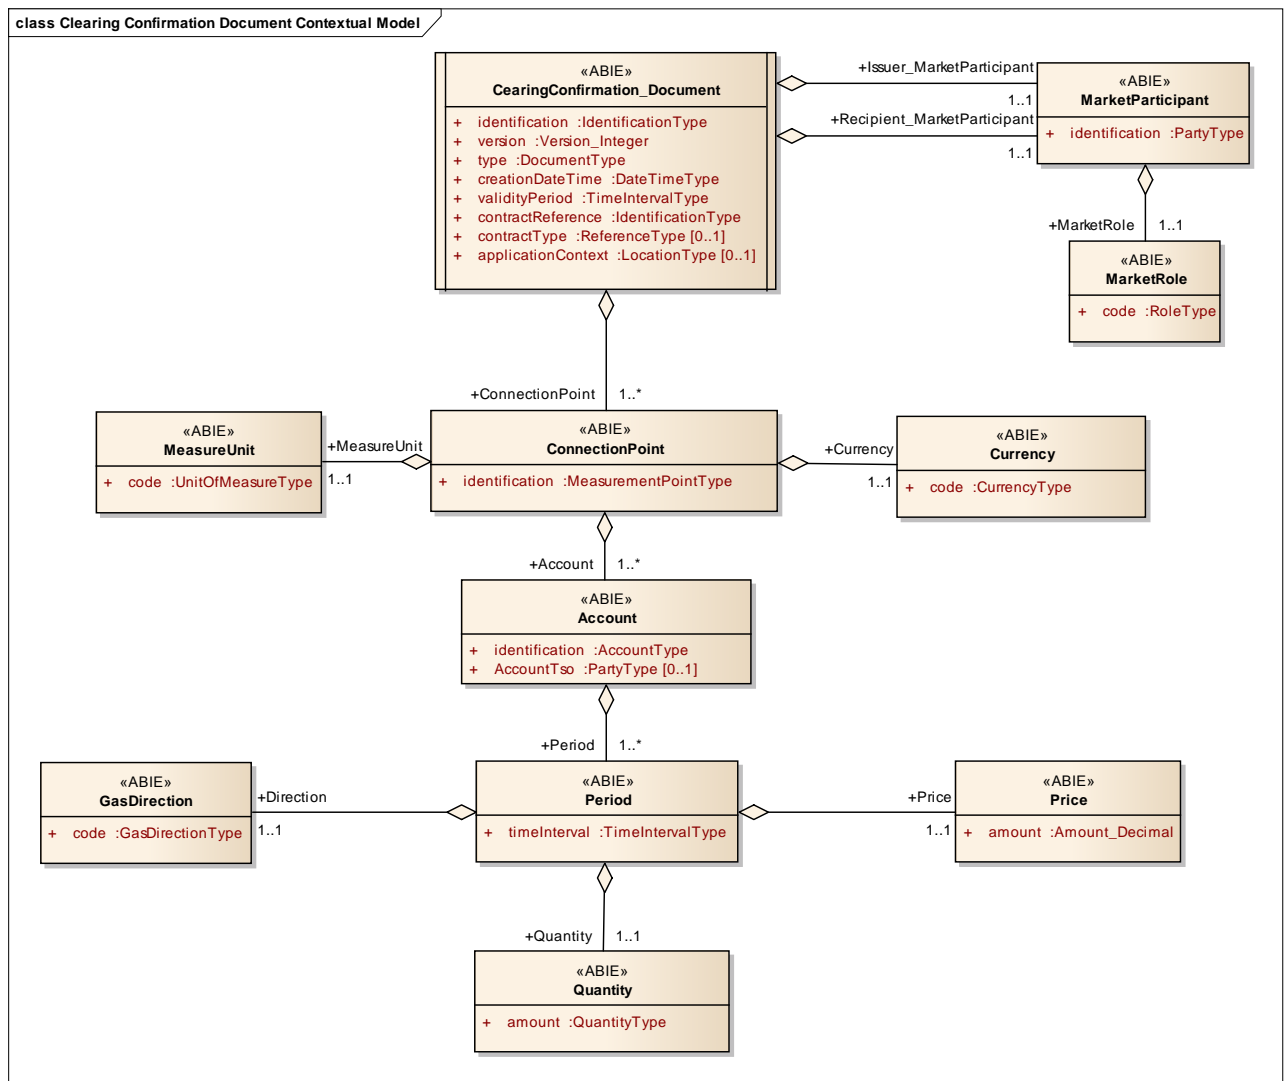 class Clearing Confirmation Document Contextual Model
«ABIE»
CearingConfirmation_Document
+ identification :IdentificationType
+ version :Version_Integer
+ type :DocumentType
+ creationDateTime :DateTimeType
+ validityPeriod :TimeIntervalType
+ contractReference :IdentificationType
+ contractType :ReferenceType [0..1]
+ applicationContext :LocationType [0..1]
+Issuer_MarketParticipant
1..1
+Recipient_MarketParticipant
1..1
«ABIE»
MarketParticipant
+ identification :PartyType
+MarketRole 1..1
«ABIE»
MarketRole
+ code :RoleType
+ConnectionPoint 1..*
«ABIE»
MeasureUnit
+ code :UnitOfMeasureType
+MeasureUnit
1..1
«ABIE»
ConnectionPoint
+ identification :MeasurementPointType
+Currency
1..1
«ABIE»
Currency
+ code :CurrencyType
+Account 1..*
«ABIE»
Account
+ identification :AccountType
+ AccountTso :PartyType [0..1]
+Period 1..*
«ABIE»
GasDirection
+ code :GasDirectionType
+Direction
1..1
«ABIE»
Period
+ timeInterval :TimeIntervalType
+Price
1..1
«ABIE»
Price
+ amount :Amount_Decimal
+Quantity 1..1
«ABIE»
Quantity
+ amount :QuantityType